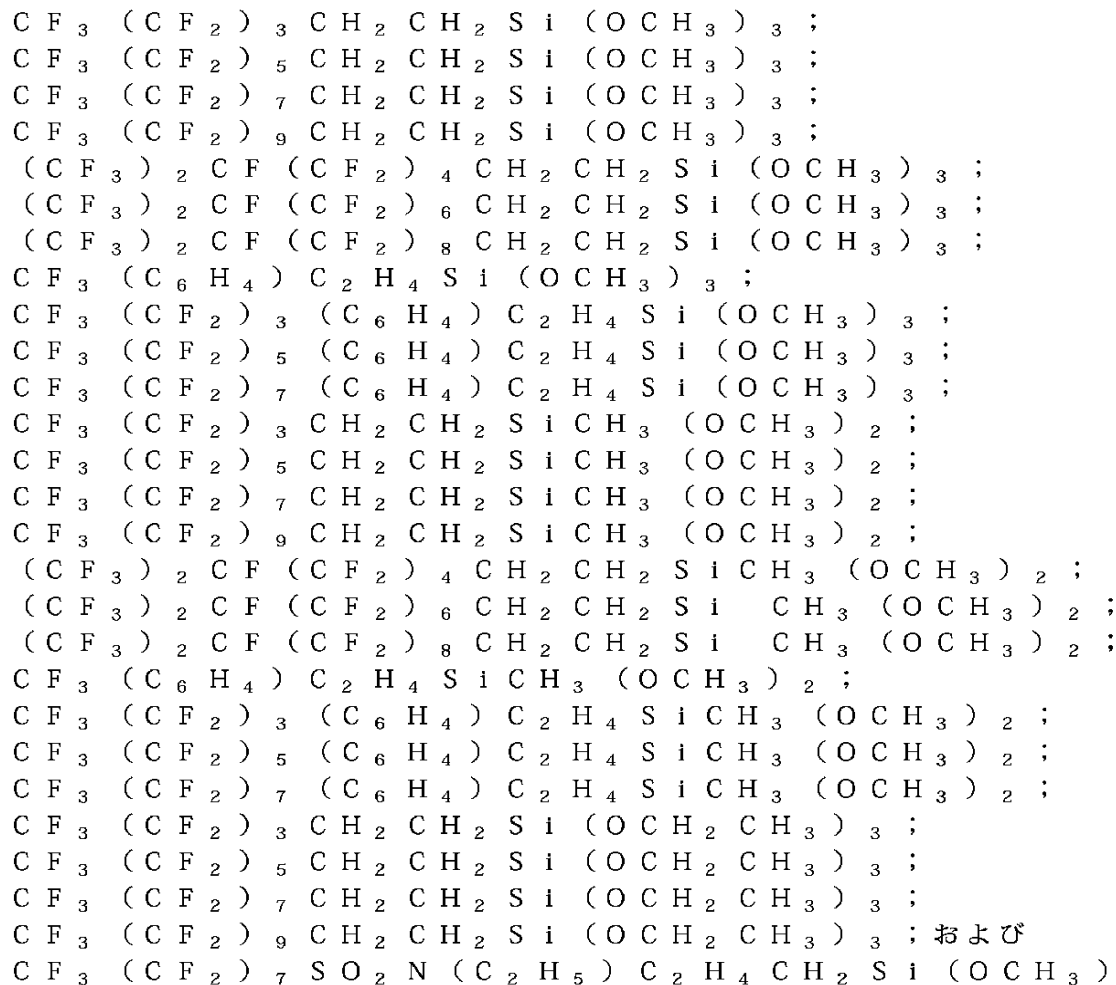 CF₃(CF₂)₃CH₂CH₂Si(OCH₃)₃;
CF₃(CF₂)₅CH₂CH₂Si(OCH₃)₃;
CF₃(CF₂)₇CH₂CH₂Si(OCH₃)₃;
CF₃(CF₂)₉CH₂CH₂Si(OCH₃)₃;
(CF₃)₂CF(CF₂)₄CH₂CH₂Si(OCH₃)₃;
(CF₃)₂CF(CF₂)₆CH₂CH₂Si(OCH₃)₃;
(CF₃)₂CF(CF₂)₈CH₂CH₂Si(OCH₃)₃;
CF₃(C₆H₄)C₂H₄Si(OCH₃)₃;
CF₃(CF₂)₃(C₆H₄)C₂H₄Si(OCH₃)₃;
CF₃(CF₂)₅(C₆H₄)C₂H₄Si(OCH₃)₃;
CF₃(CF₂)₇(C₆H₄)C₂H₄Si(OCH₃)₃;
CF₃(CF₂)₃CH₂CH₂SiCH₃(OCH₃)₂;
CF₃(CF₂)₅CH₂CH₂SiCH₃(OCH₃)₂;
CF₃(CF₂)₇CH₂CH₂SiCH₃(OCH₃)₂;
CF₃(CF₂)₉CH₂CH₂SiCH₃(OCH₃)₂;
(CF₃)₂CF(CF₂)₄CH₂CH₂SiCH₃(OCH₃)₂;
(CF₃)₂CF(CF₂)₆CH₂CH₂Si CH₃(OCH₃)₂;
(CF₃)₂CF(CF₂)₈CH₂CH₂Si CH₃(OCH₃)₂;
CF₃(C₆H₄)C₂H₄SiCH₃(OCH₃)₂;
CF₃(CF₂)₃(C₆H₄)C₂H₄SiCH₃(OCH₃)₂;
CF₃(CF₂)₅(C₆H₄)C₂H₄SiCH₃(OCH₃)₂;
CF₃(CF₂)₇(C₆H₄)C₂H₄SiCH₃(OCH₃)₂;
CF₃(CF₂)₃CH₂CH₂Si(OCH₂CH₃)₃;
CF₃(CF₂)₅CH₂CH₂Si(OCH₂CH₃)₃;
CF₃(CF₂)₇CH₂CH₂Si(OCH₂CH₃)₃;
CF₃(CF₂)₉CH₂CH₂Si(OCH₂CH₃)₃;および
CF₃(CF₂)₇SO₂N(C₂H₅)C₂H₄CH₂Si(OCH₃)